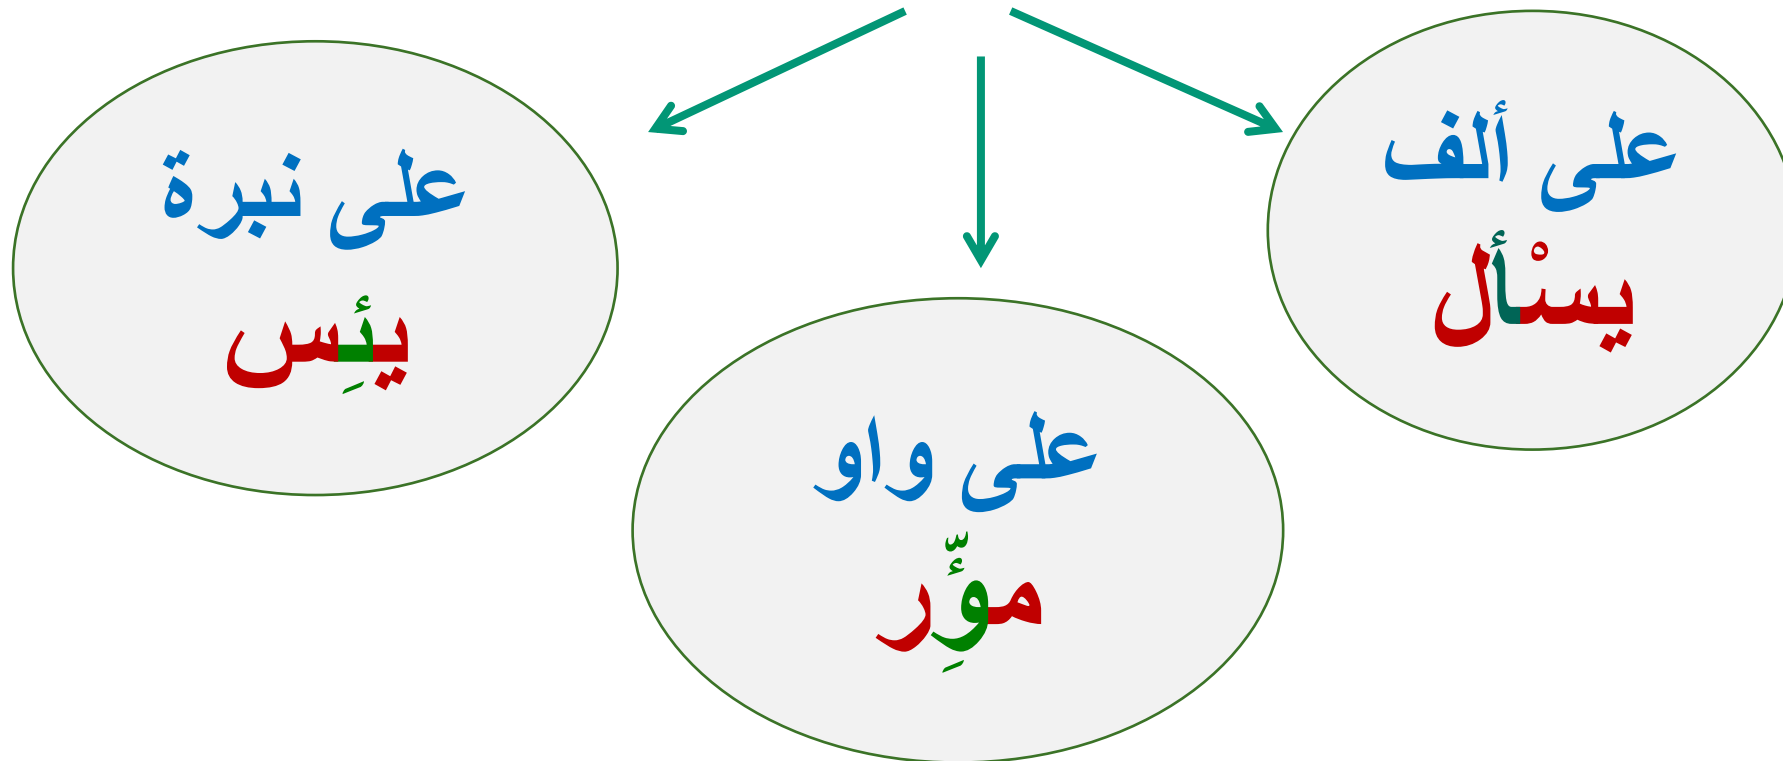 على ألف
يسْأل
على واو
مؤِّر
على نبرة
يئِس